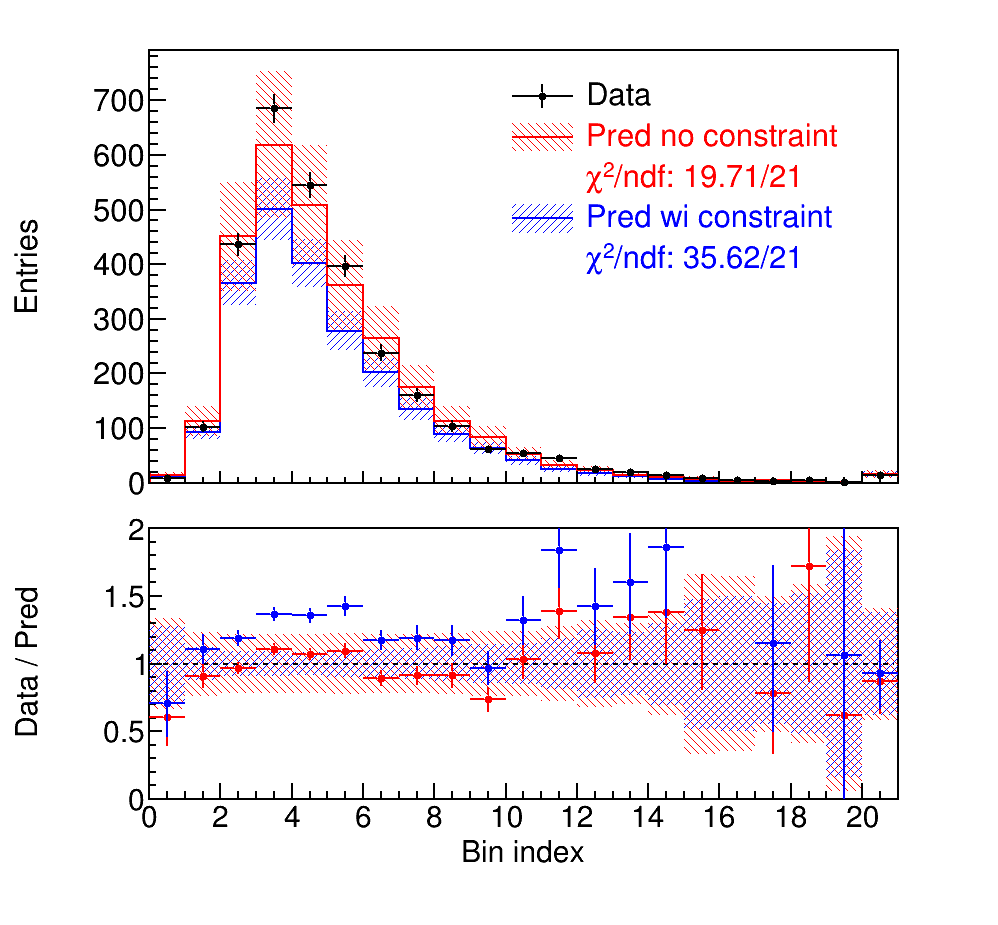 Entries
700
600
500
400
300
200
100
0
Data
Pred no constraint
χ²/ndf: 19.71/21
Pred wi constraint
χ²/ndf: 35.62/21
Data / Pred
2
1.5
1
0.5
0
0 2 4 6 8 10 12 14 16 18 20
Bin index